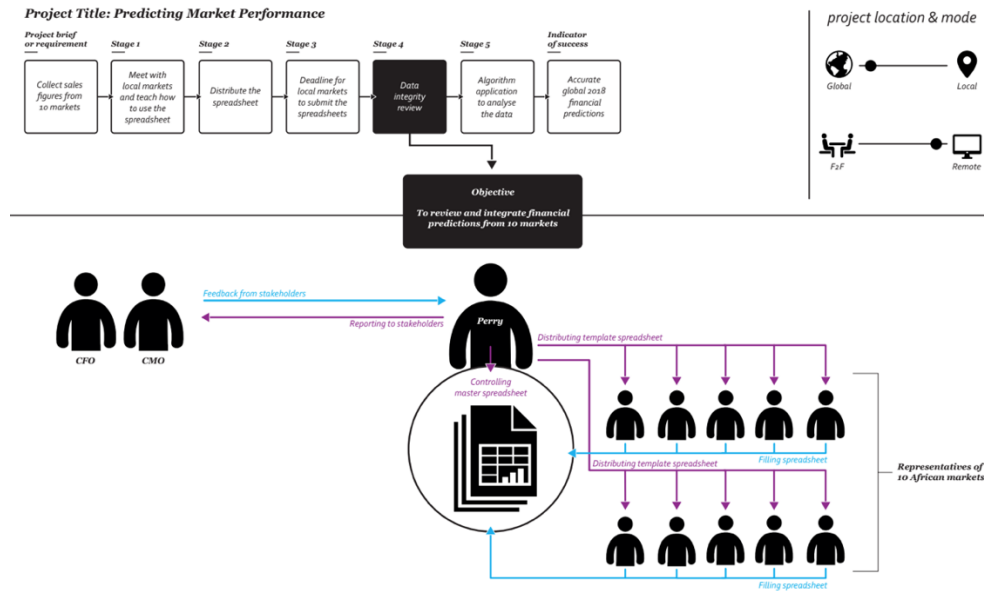 Project Title: Predicting Market Performance
project location & mode
Project brief
or requirement
Stage 1
Stage 2
Stage 3
Stage 4
Stage 5
Indicator
of success
Collect sales
figures from
10 markets
Meet with
local markets
and teach how
to use the
spreadsheet
Distribute the
spreadsheet
Deadline for
local markets
to submit the
spreadsheets
Data
integrity
review
Algorithm
application
to analyse
the data
Accurate
global 2018
financial
predictions
Global
Local
F2F
Remote
Objective
To review and integrate financial
predictions from 10 markets
Feedback from stakeholders
Reporting to stakeholders
CFO
CMO
Perry
Distributing template spreadsheet
Controlling
master spreadsheet
Filling spreadsheet
Distributing template spreadsheet
Representatives of
10 African markets
Filling spreadsheet